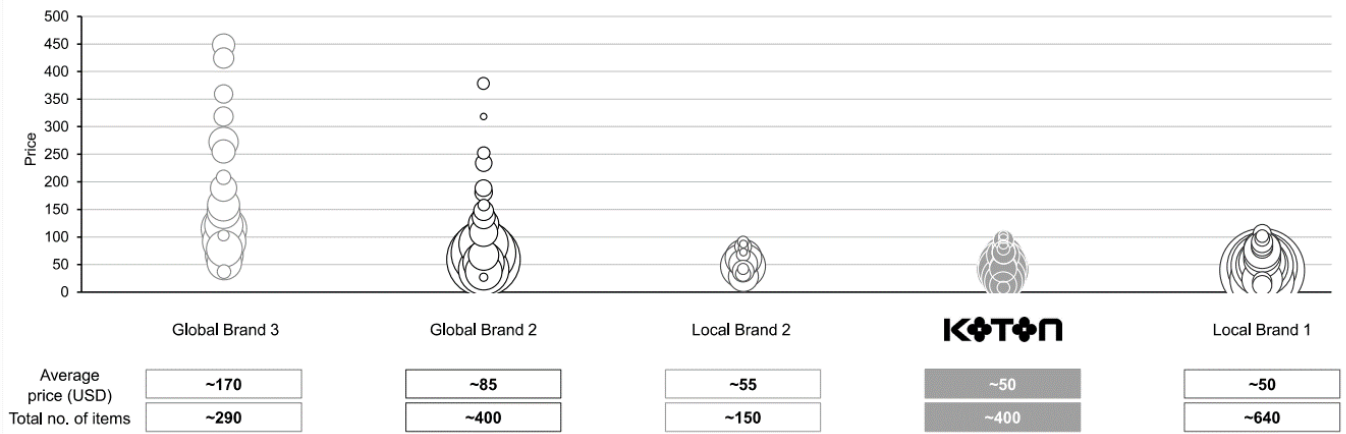 500
450
400
350
300
250
200
150
100
50
0
Price
Global Brand 3
Global Brand 2
Local Brand 2
KOTON
Local Brand 1
Average
price (USD)
~170
~85
~55
~50
~50
Total no. of items
~290
~400
~150
~400
~640